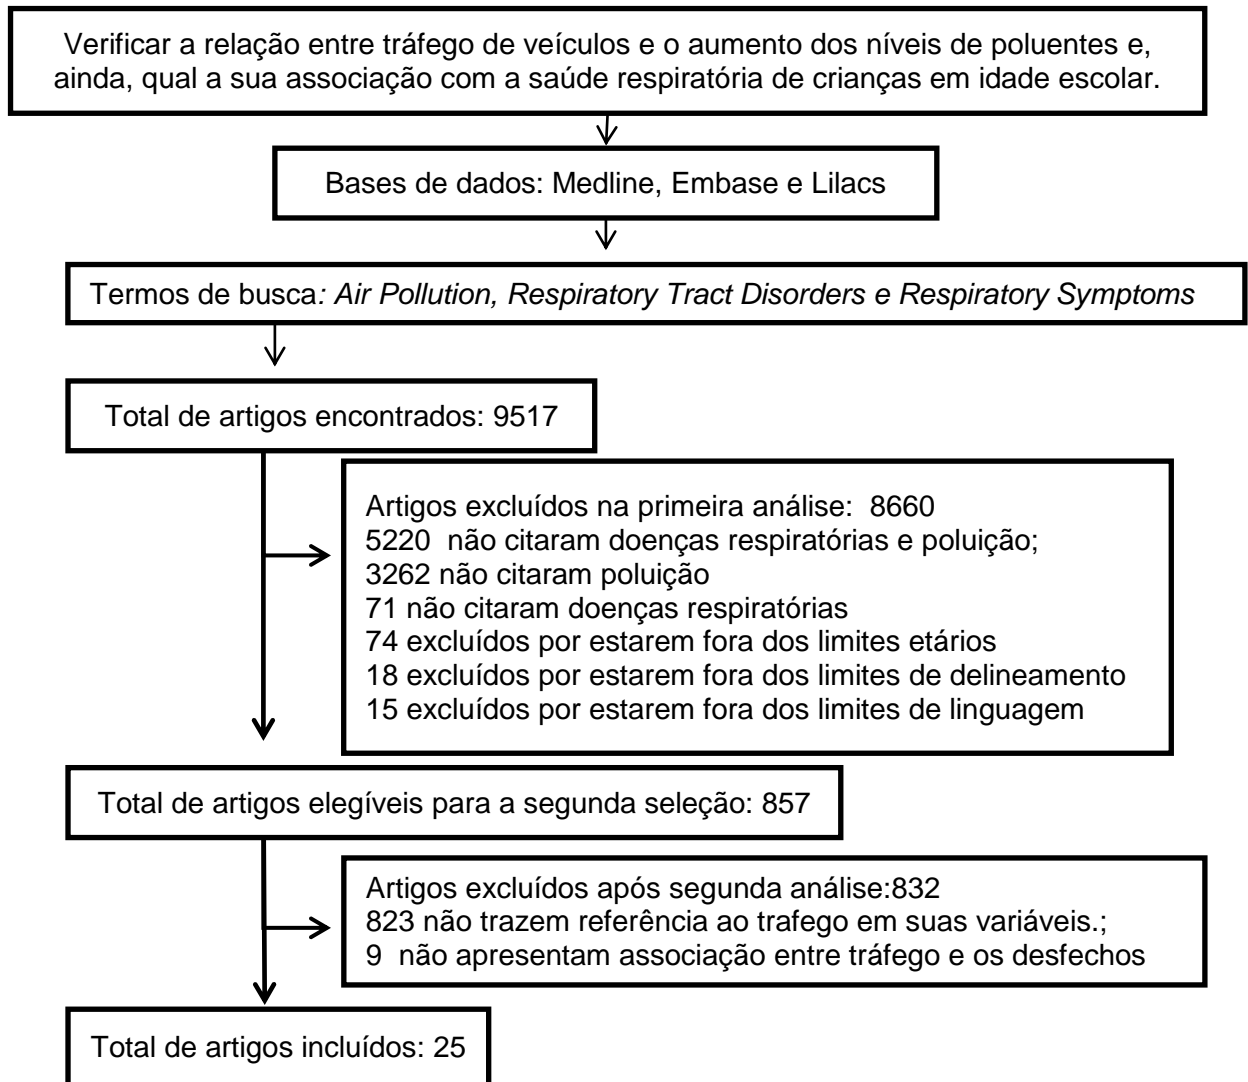 Verificar a relação entre tráfego de veículos e o aumento dos níveis de poluentes e,
ainda, qual a sua associação com a saúde respiratória de crianças em idade escolar.
Bases de dados: Medline, Embase e Lilacs
Termos de busca: Air Pollution, Respiratory Tract Disorders e Respiratory Symptoms
Total de artigos encontrados: 9517
Artigos excluídos na primeira análise: 8660
5220 não citaram doenças respiratórias e poluição;
3262 não citaram poluição
71 não citaram doenças respiratórias
74 excluídos por estarem fora dos limites etários
18 excluídos por estarem fora dos limites de delineamento
15 excluídos por estarem fora dos limites de linguagem
Total de artigos elegíveis para a segunda seleção: 857
Artigos excluídos após segunda análise:832
823 não trazem referência ao trafego em suas variáveis.;
9 não apresentam associação entre tráfego e os desfechos
Total de artigos incluídos: 25